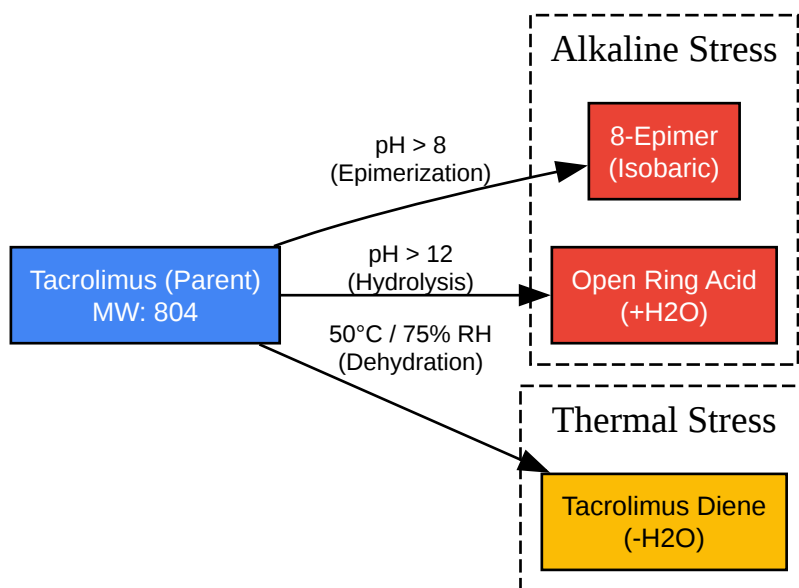 Alkaline Stress
8-Epimer
(Isobaric)
pH > 8
(Epimerization)
Tacrolimus (Parent)
MW: 804
pH > 12
(Hydrolysis)
Open Ring Acid
(+H2O)
50°C / 75% RH
(Dehydration)
Thermal Stress
Tacrolimus Diene
(-H2O)